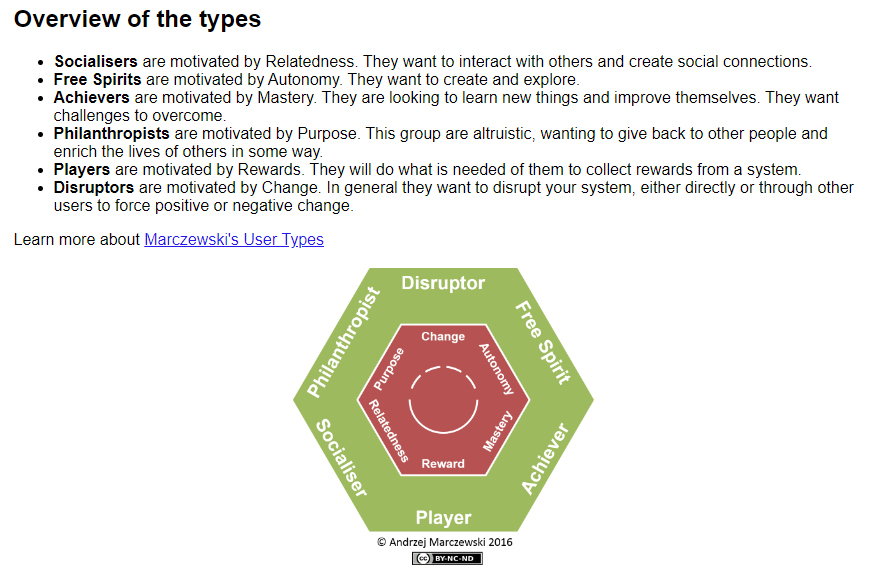 Overview of the types
• Socialisers are motivated by Relatedness. They want to interact with others and create social connections.
• Free Spirits are motivated by Autonomy. They want to create and explore.
• Achievers are motivated by Mastery. They are looking to learn new things and improve themselves. They want
challenges to overcome.
• Philanthropists are motivated by Purpose. This group are altruistic, wanting to give back to other people and
enrich the lives of others in some way.
• Players are motivated by Rewards. They will do what is needed of them to collect rewards from a system.
• Disruptors are motivated by Change. In general they want to disrupt your system, either directly or through other
users to force positive or negative change.
Learn more about Marczewski's User Types
Disruptor
Philanthropist
Free Spirit
Change
Purpose
Autonomy
Relatedness
Mastery
Reward
Socialiser
Achiever
Player
© Andrzej Marczewski 2016
cc BY-NC-ND